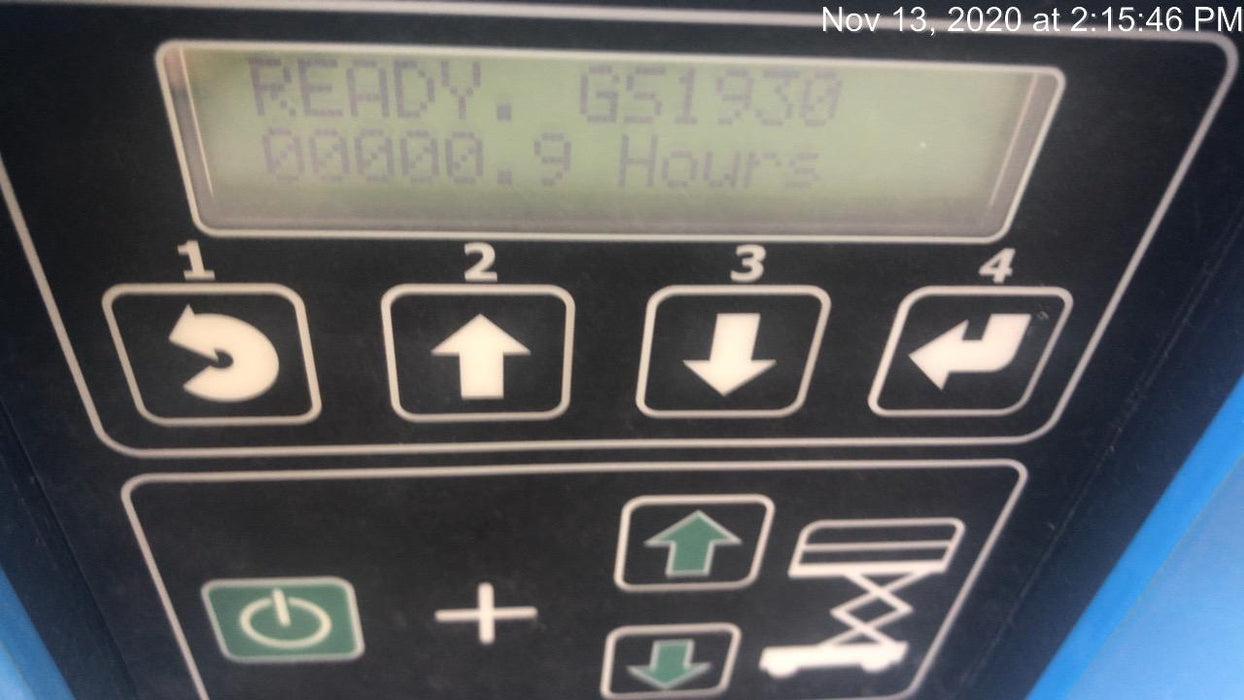 Nov 13, 2020 at 2:15:46 PM
READY. GS1930
00000.9 Hours
1 2 3 4